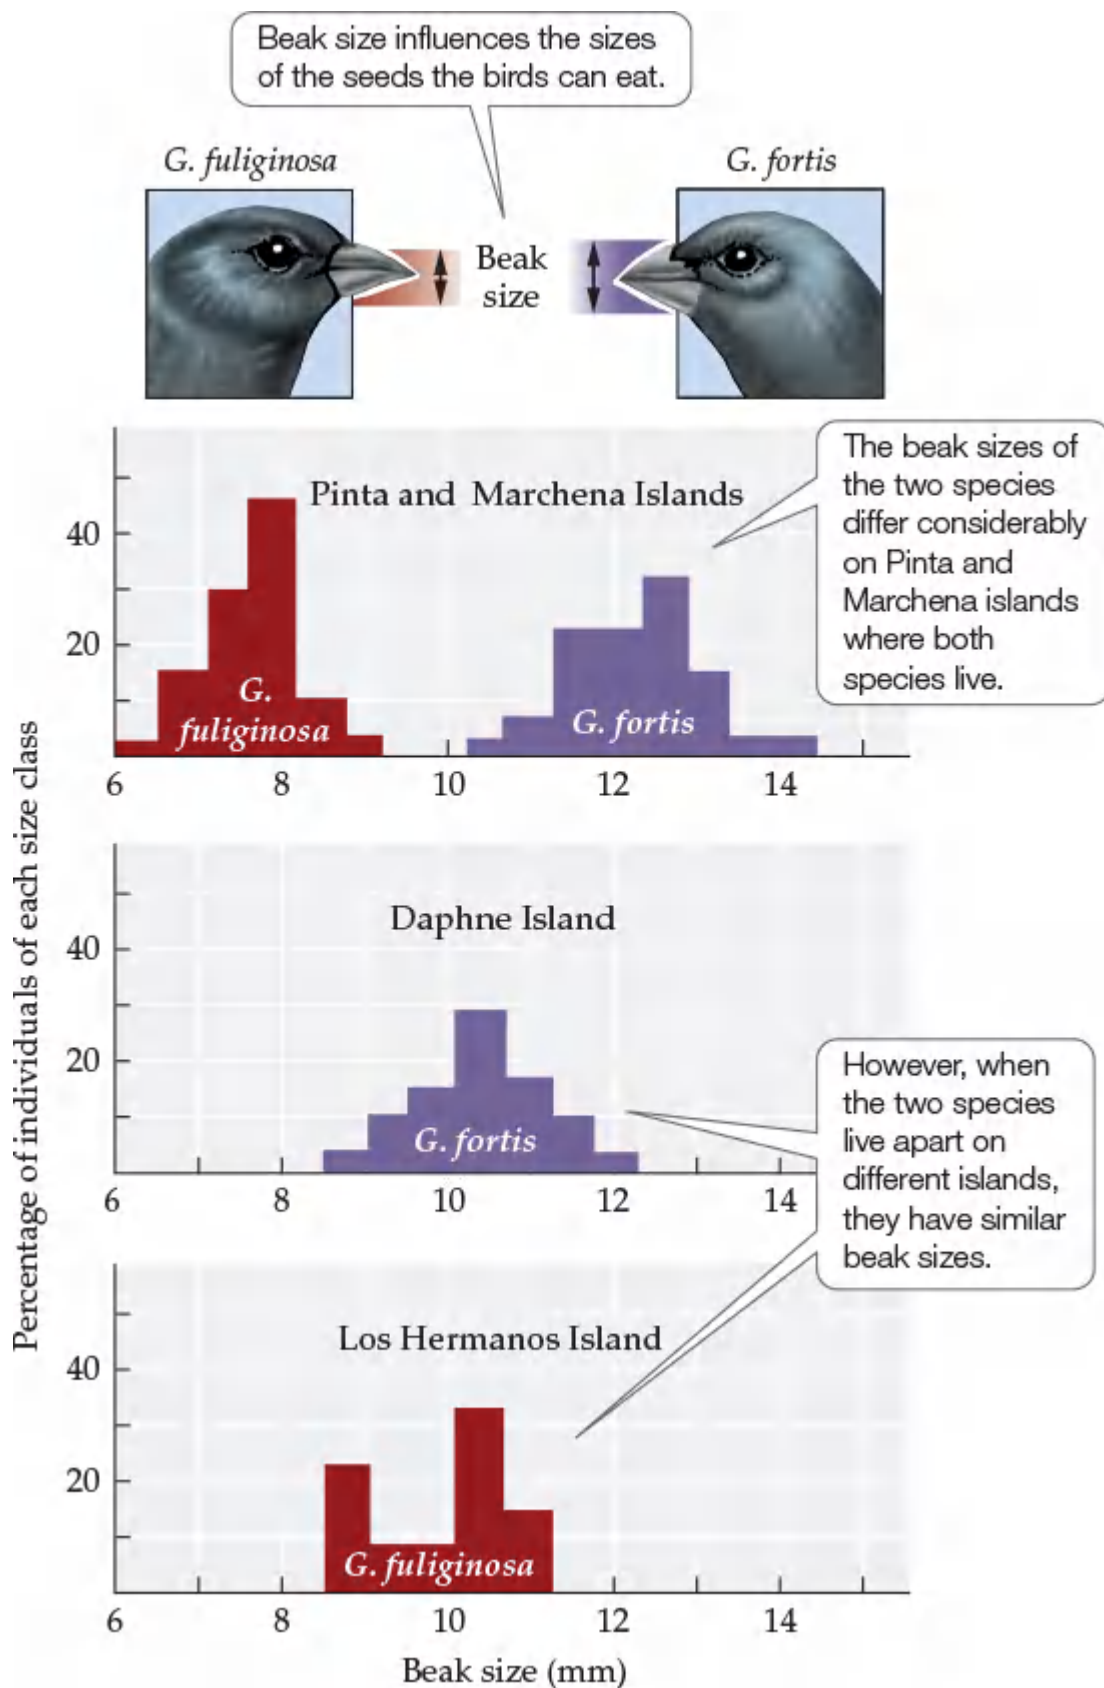 Beak size influences the sizes
of the seeds the birds can eat.
G. fuliginosa
G. fortis
Beak
size
Percentage of individuals of each size class
Pinta and Marchena Islands
The beak sizes of
the two species
differ considerably
on Pinta and
Marchena islands
where both
species live.
40
20
G.
fuliginosa
G. fortis
6 8 10 12 14
Daphne Island
40
20
G. fortis
6 8 10 12 14
However, when
the two species
live apart on
different islands,
they have similar
beak sizes.
Los Hermanos Island
40
20
G. fuliginosa
6 8 10 12 14
Beak size (mm)